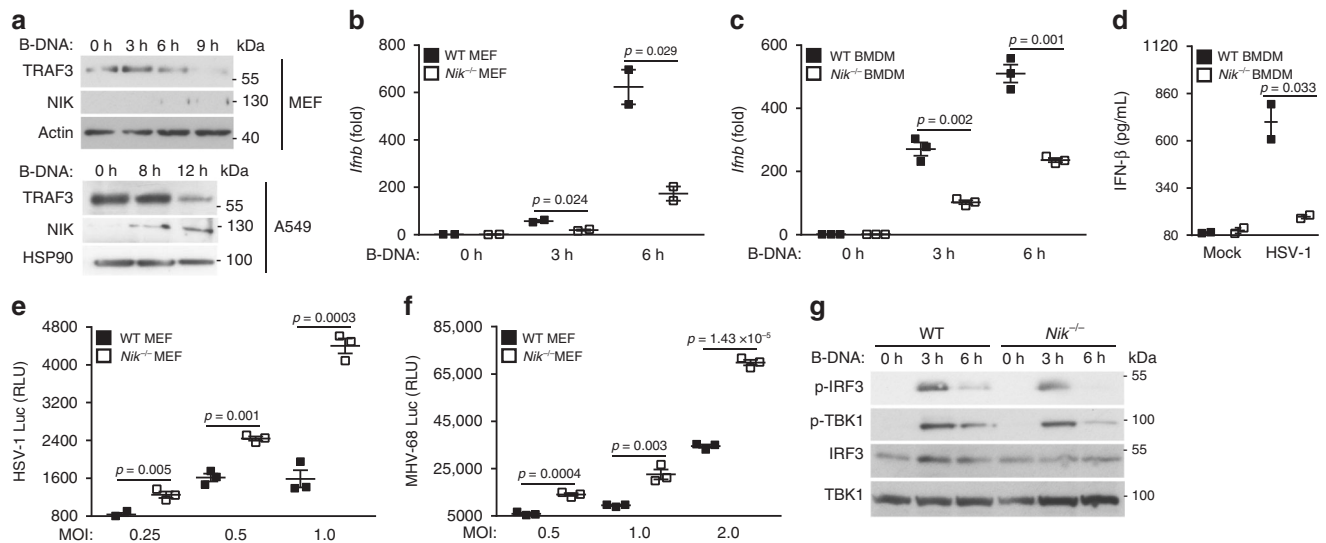 a
B-DNA: 0 h 3 h 6 h 9 h kDa
TRAF3
- 55
NIK
- 130
Actin
- 40
MEF
B-DNA: 0 h 8 h 12 h kDa
TRAF3
- 55
NIK
- 130
HSP90
- 100
A549
b
WT MEF
Nik–/– MEF
Ifnb (fold)
800
600
400
200
0
p = 0.024
p = 0.029
B-DNA: 0 h 3 h 6 h
c
WT BMDM
Nik–/– BMDM
Ifnb (fold)
600
400
200
0
p = 0.002
p = 0.001
B-DNA: 0 h 3 h 6 h
d
WT BMDM
Nik–/– BMDM
IFN-β (pg/mL)
1120
860
600
340
80
p = 0.033
Mock HSV-1
e
WT MEF
Nik–/– MEF
HSV-1 Luc (RLU)
4800
4000
3200
2400
1600
800
p = 0.005
p = 0.001
p = 0.0003
MOI: 0.25 0.5 1.0
f
WT MEF
Nik–/–MEF
MHV-68 Luc (RLU)
85,000
65,000
45,000
25,000
5000
p = 0.0004
p = 0.003
p = 1.43 ×10–5
MOI: 0.5 1.0 2.0
g
WT Nik–/–
B-DNA: 0 h 3 h 6 h 0 h 3 h 6 h kDa
p-IRF3
- 55
p-TBK1
- 100
IRF3
- 55
TBK1
- 100